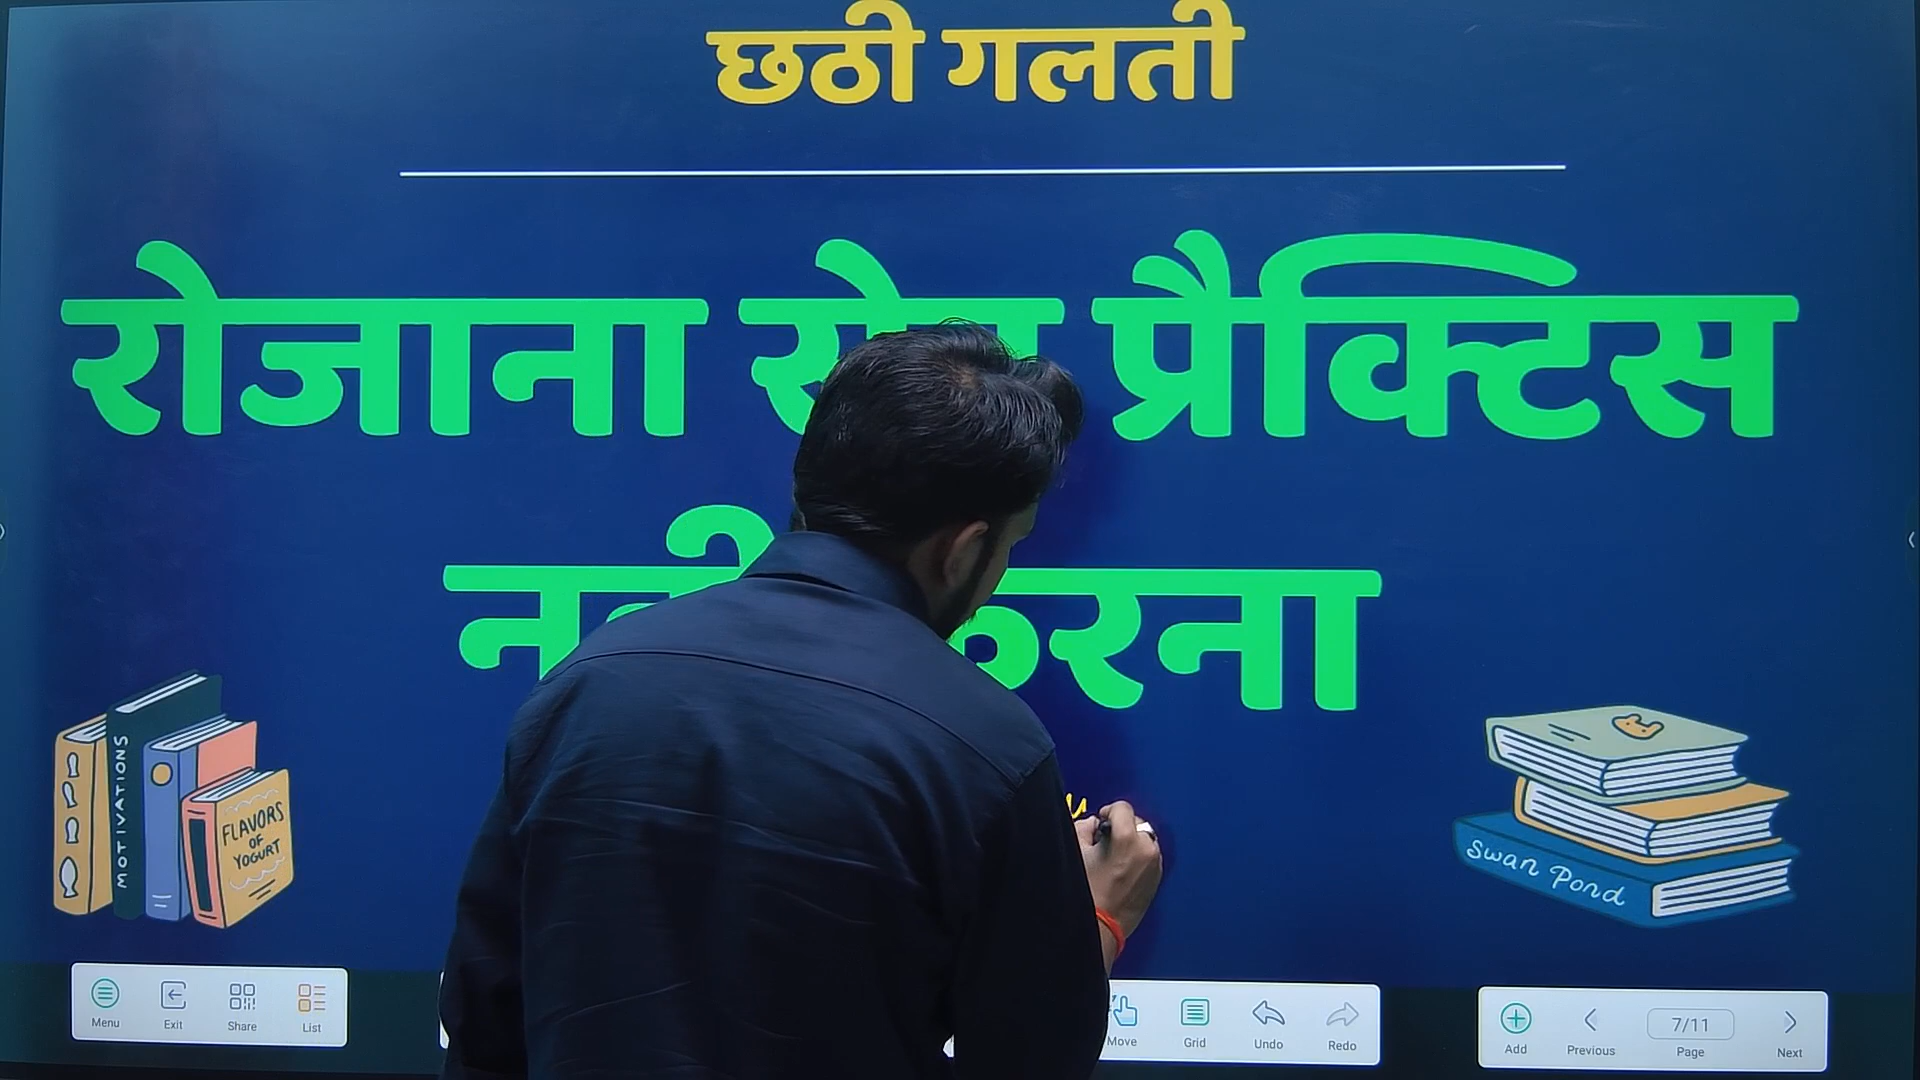 छठी गलती
रोजाना प्रैक्टिस
करना
MOTIVATIONS
FLAVORS
OF
YOGURT
Swan Pond
Menu
Exit
Share
List
Move
Grid
Undo
Redo
Add
Previous
7/11
Page
Next